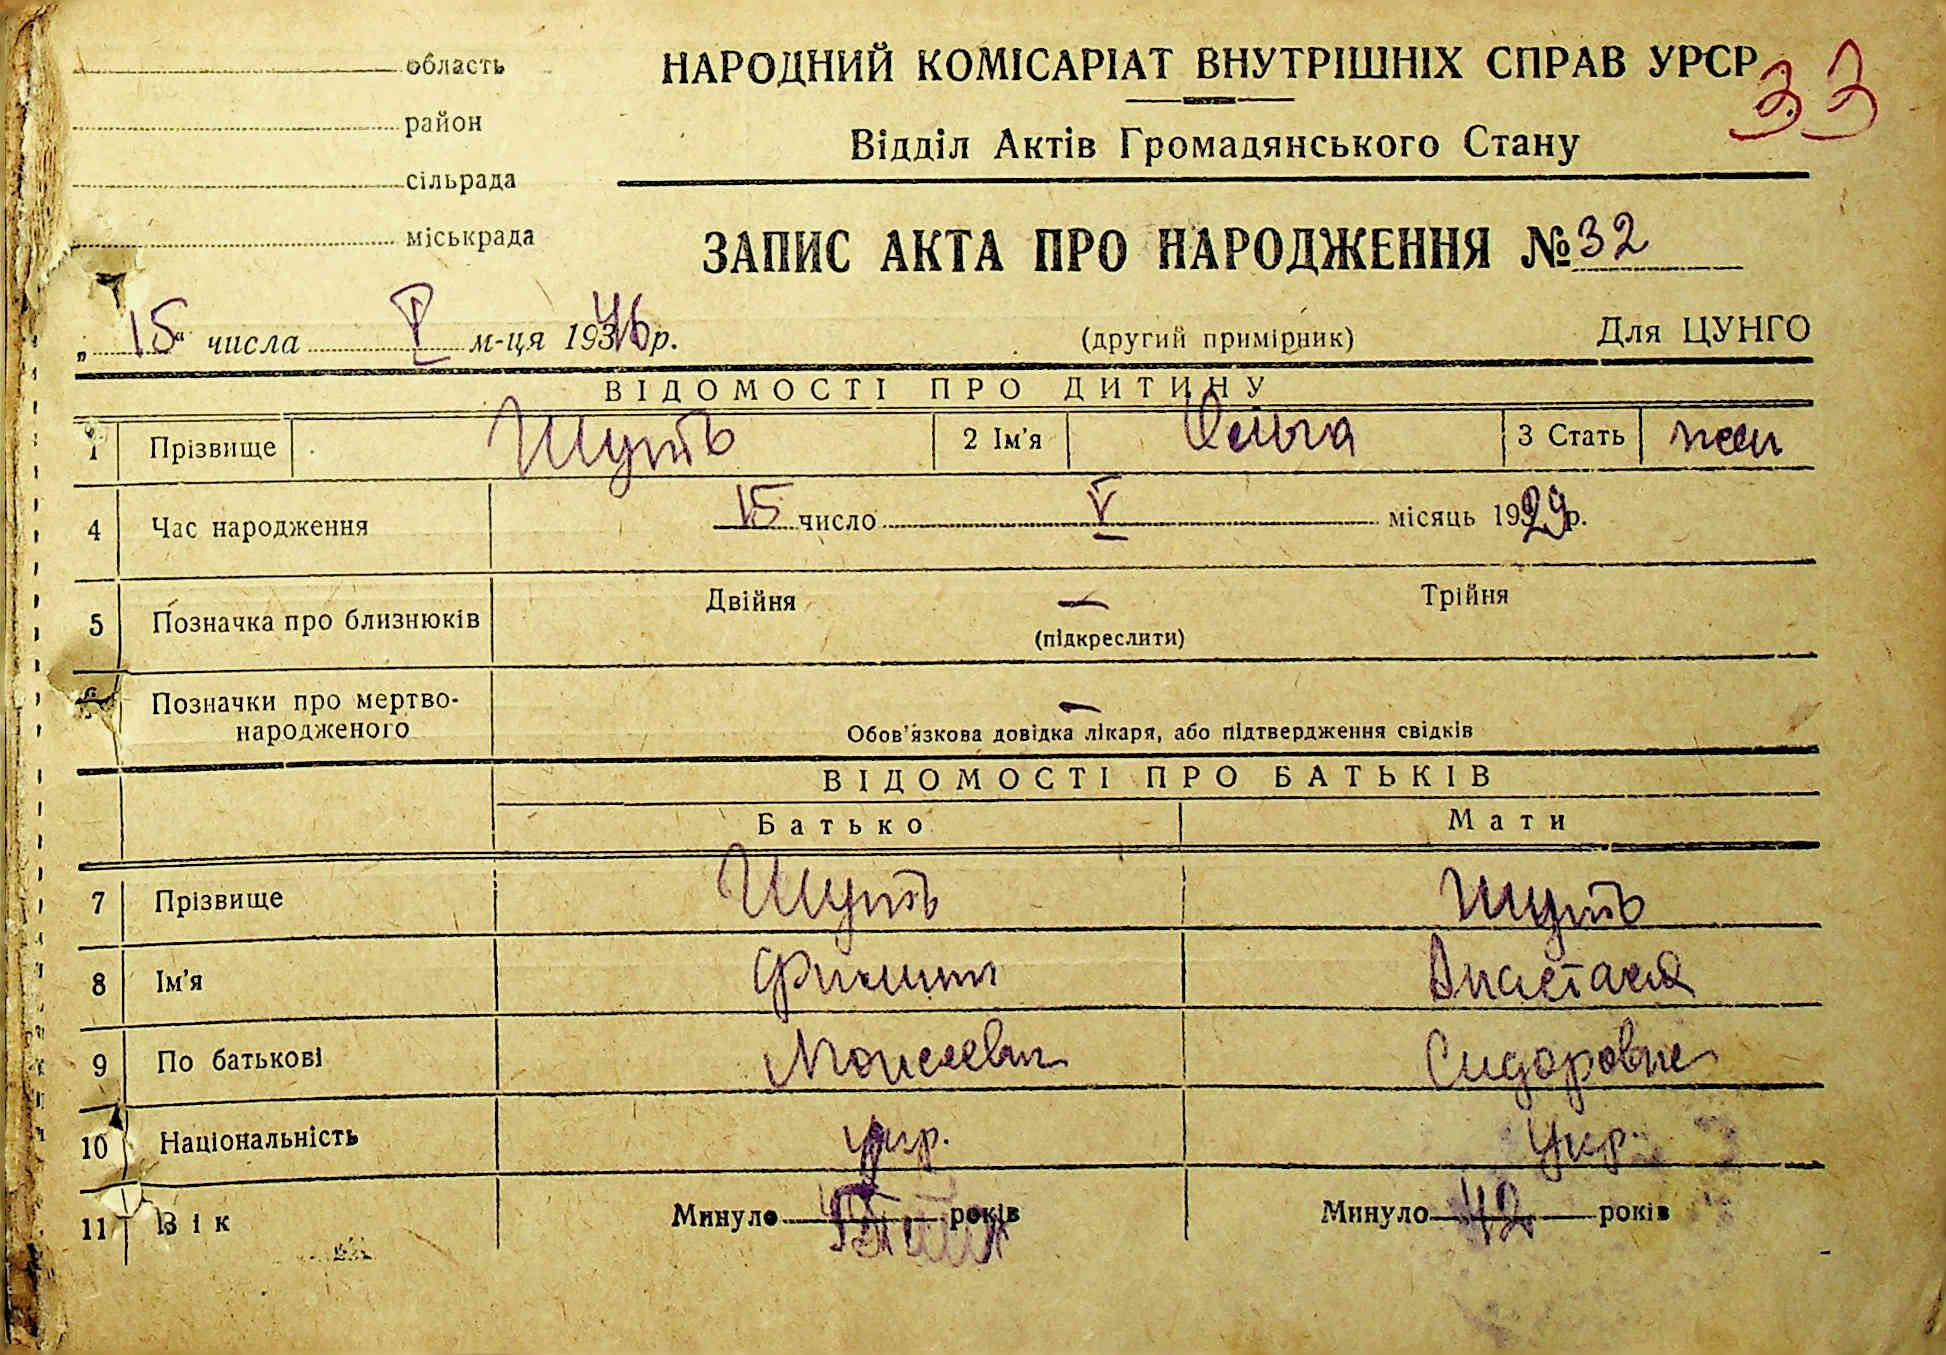 область
район
сільрада
міськрада
НАРОДНИЙ КОМІСАРІАТ ВНУТРІШНІХ СПРАВ УРСР
33
Відділ Актів Громадянського Стану
ЗАПИС АКТА ПРО НАРОДЖЕННЯ № 32
„15“ числа V м-ця 1946 р. (другий примірник) Для ЦУНГО
ВІДОМОСТІ ПРО ДИТИНУ
1 Прізвище Шуть 2 Ім'я Ольга 3 Стать жен
4 Час народження 15 число V місяць 1929 р.
5 Позначка про близнюків Двійня — Трійня
(підкреслити)
6 Позначки про мертво-
народженого —
Обов'язкова довідка лікаря, або підтвердження свідків
ВІДОМОСТІ ПРО БАТЬКІВ
Батько Мати
7 Прізвище Шуть Шуть
8 Ім'я Филипп Анастасия
9 По батькові Моисеевич Сидоровне
10 Національність укр. Укр.
11 Вік Минуло років Минуло 42 років